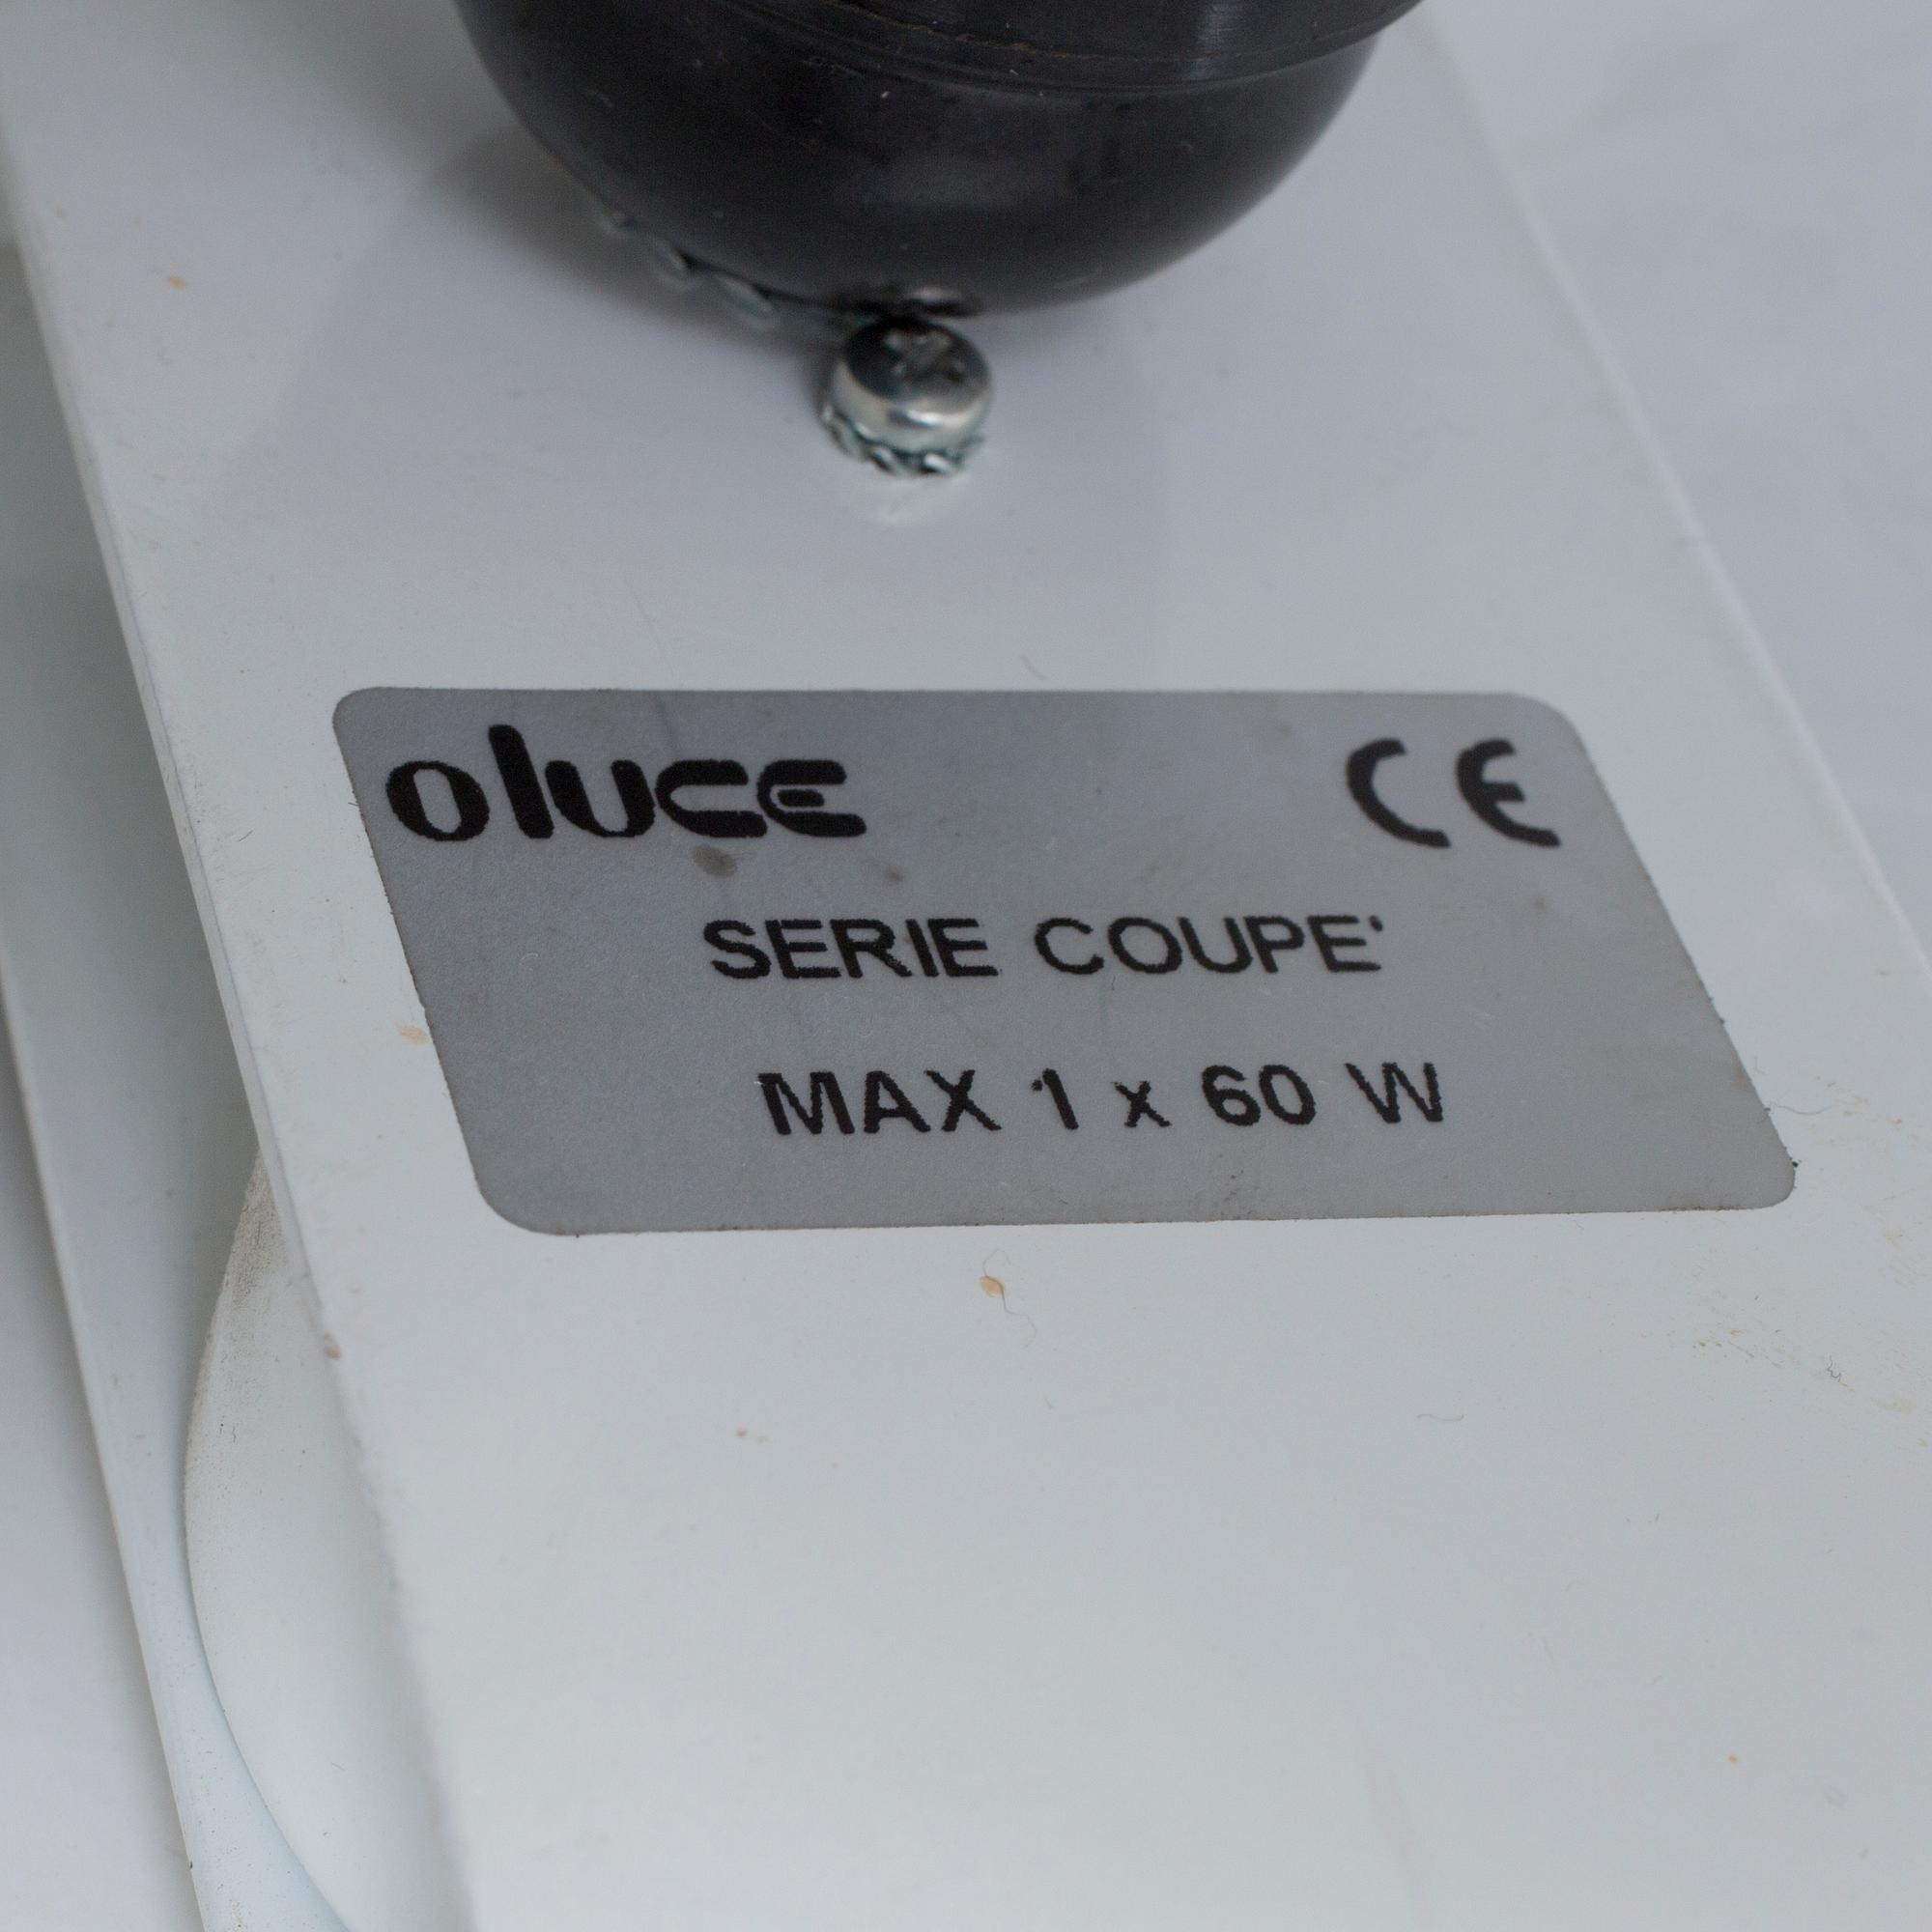 oluce CE
SERIE COUPE'
MAX 1 x 60 W